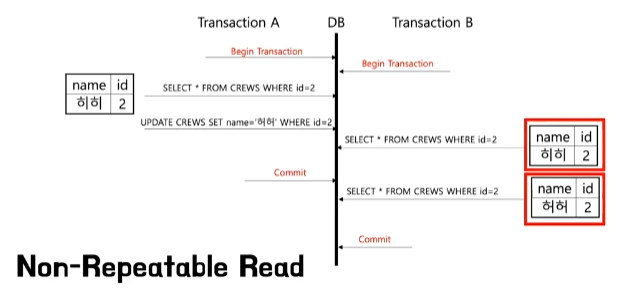 Transaction A DB Transaction B
Begin Transaction
Begin Transaction
name id
히히 2
SELECT * FROM CREWS WHERE id=2
UPDATE CREWS SET name='허허' WHERE id=2
SELECT * FROM CREWS WHERE id=2
name id
히히 2
Commit
SELECT * FROM CREWS WHERE id=2
name id
허허 2
Commit
Non-Repeatable Read